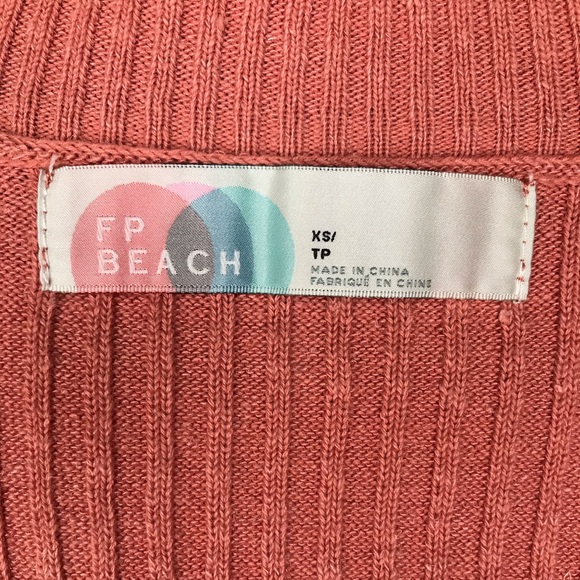 FP
BEACH
XS/
TP
MADE IN CHINA
FABRIQUÉ EN CHINE